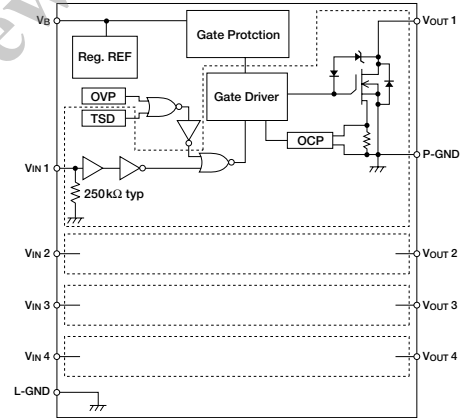 VB
Gate Protction
VOUT 1
Reg. REF
OVP
Gate Driver
TSD
OCP
VIN 1
P-GND
250kΩ typ
VIN 2
VOUT 2
VIN 3
VOUT 3
VIN 4
VOUT 4
L-GND